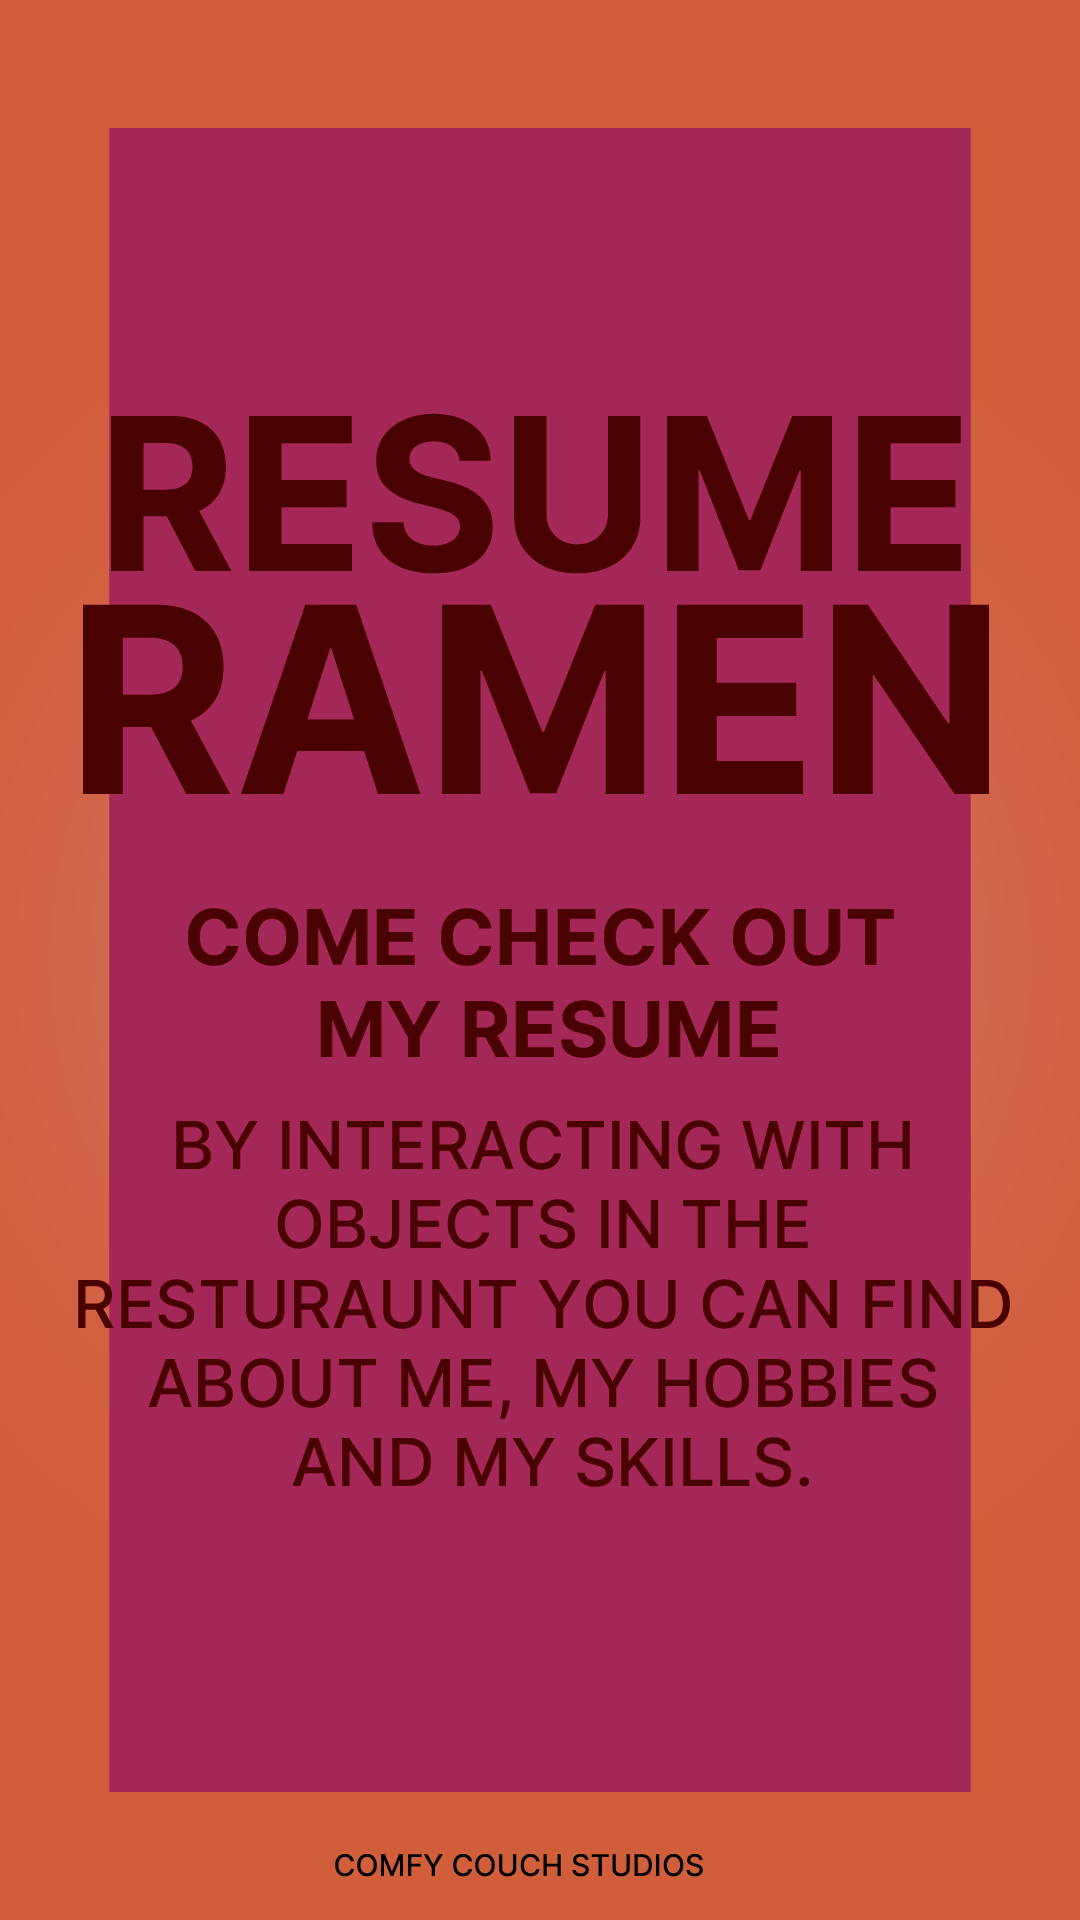 RESUME
RAMEN
COME CHECK OUT
MY RESUME
BY INTERACTING WITH
OBJECTS IN THE
RESTURAUNT YOU CAN FIND
ABOUT ME, MY HOBBIES
AND MY SKILLS.
COMFY COUCH STUDIOS